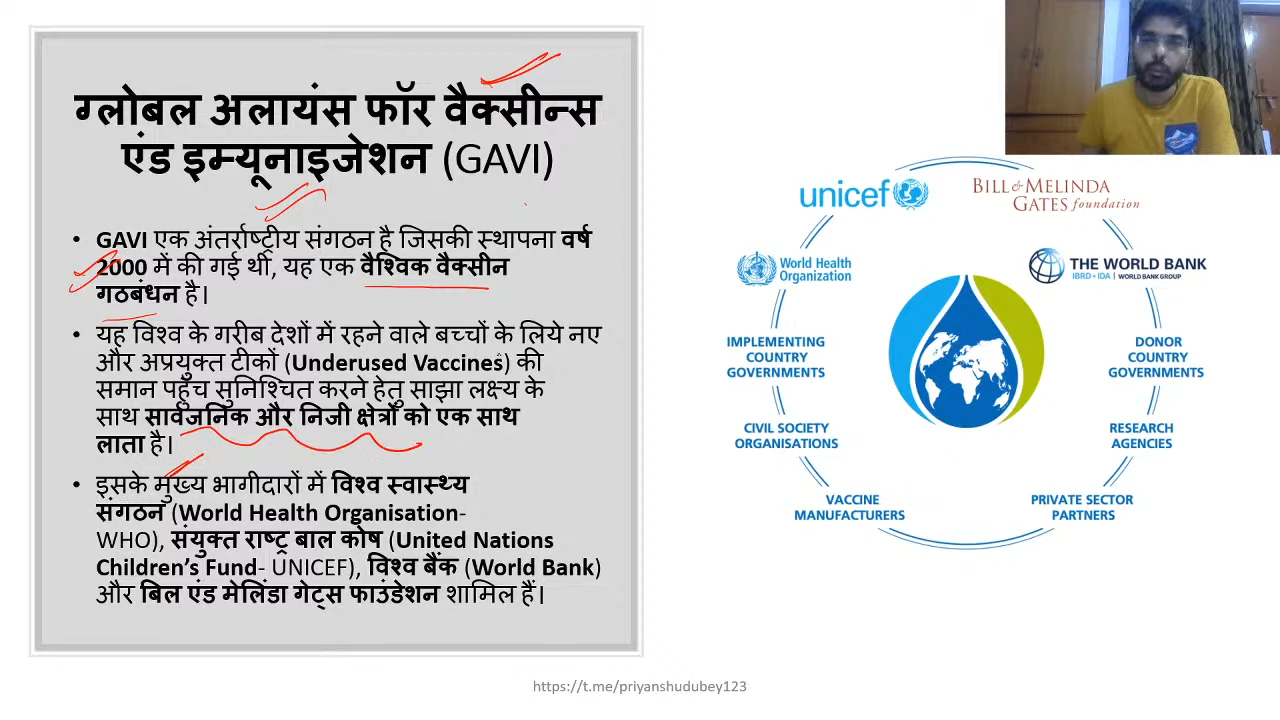 ग्लोबल अलायंस फॉर वैक्सीन्स
एंड इम्यूनाइजेशन (GAVI)
• GAVI एक अंतर्राष्ट्रीय संगठन है जिसकी स्थापना वर्ष
2000 में की गई थी, यह एक वैश्विक वैक्सीन
गठबंधन है।
• यह विश्व के गरीब देशों में रहने वाले बच्चों के लिये नए
और अप्रयुक्त टीकों (Underused Vaccines) की
समान पहुँच सुनिश्चित करने हेतु साझा लक्ष्य के
साथ सार्वजनिक और निजी क्षेत्रों को एक साथ
लाता है।
• इसके मुख्य भागीदारों में विश्व स्वास्थ्य
संगठन (World Health Organisation-
WHO), संयुक्त राष्ट्र बाल कोष (United Nations
Children’s Fund- UNICEF), विश्व बैंक (World Bank)
और बिल एंड मेलिंडा गेट्स फाउंडेशन शामिल हैं।
unicef
BILL & MELINDA
GATES foundation
World Health
Organization
THE WORLD BANK
IBRD • IDA | WORLD BANK GROUP
IMPLEMENTING
COUNTRY
GOVERNMENTS
DONOR
COUNTRY
GOVERNMENTS
CIVIL SOCIETY
ORGANISATIONS
RESEARCH
AGENCIES
VACCINE
MANUFACTURERS
PRIVATE SECTOR
PARTNERS
https://t.me/priyanshudubey123